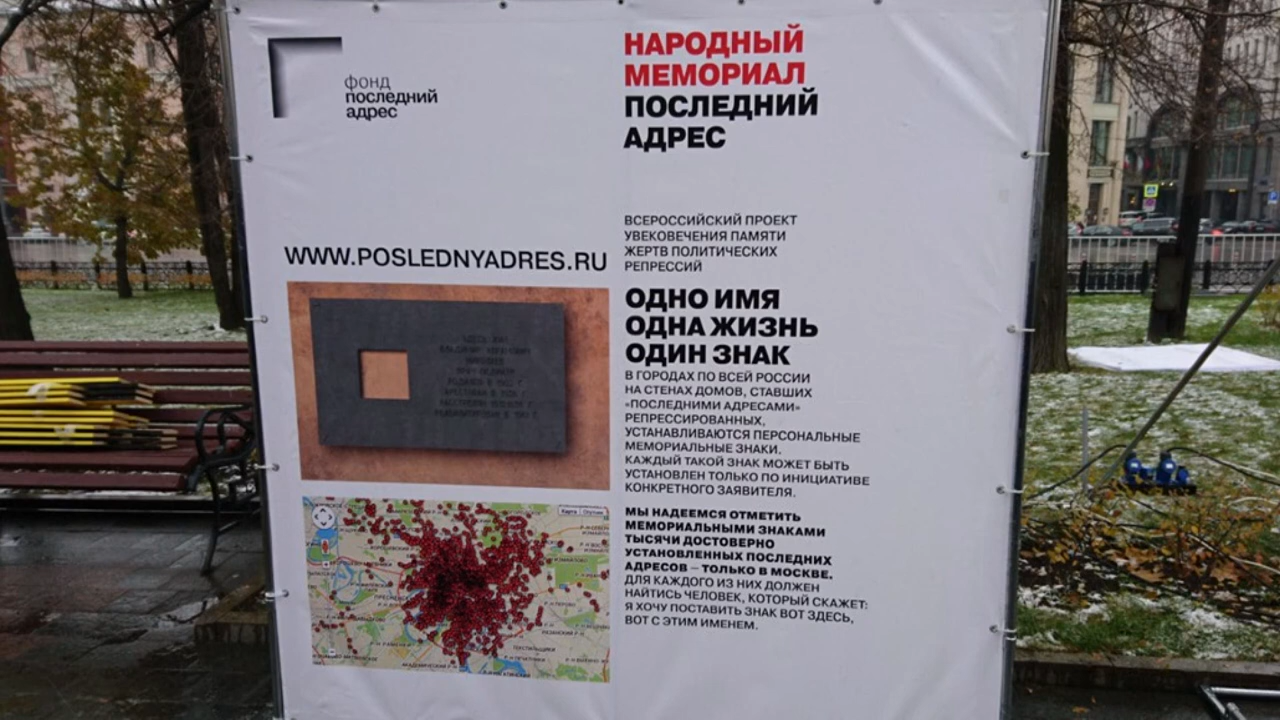 фонд
последний
адрес
WWW.POSLEDNYADRES.RU
НАРОДНЫЙ
МЕМОРИАЛ
ПОСЛЕДНИЙ
АДРЕС
ВСЕРОССИЙСКИЙ ПРОЕКТ
УВЕКОВЕЧЕНИЯ ПАМЯТИ
ЖЕРТВ ПОЛИТИЧЕСКИХ
РЕПРЕССИЙ
ОДНО ИМЯ
ОДНА ЖИЗНЬ
ОДИН ЗНАК
В ГОРОДАХ ПО ВСЕЙ РОССИИ
НА СТЕНАХ ДОМОВ, СТАВШИХ
«ПОСЛЕДНИМИ АДРЕСАМИ»
РЕПРЕССИРОВАННЫХ,
УСТАНАВЛИВАЮТСЯ ПЕРСОНАЛЬНЫЕ
МЕМОРИАЛЬНЫЕ ЗНАКИ.
КАЖДЫЙ ТАКОЙ ЗНАК МОЖЕТ БЫТЬ
УСТАНОВЛЕН ТОЛЬКО ПО ИНИЦИАТИВЕ
КОНКРЕТНОГО ЗАЯВИТЕЛЯ.
МЫ НАДЕЕМСЯ ОТМЕТИТЬ
МЕМОРИАЛЬНЫМИ ЗНАКАМИ
ТЫСЯЧИ ДОСТОВЕРНО
УСТАНОВЛЕННЫХ ПОСЛЕДНИХ
АДРЕСОВ – ТОЛЬКО В МОСКВЕ.
ДЛЯ КАЖДОГО ИЗ НИХ ДОЛЖЕН
НАЙТИСЬ ЧЕЛОВЕК, КОТОРЫЙ СКАЖЕТ:
Я ХОЧУ ПОСТАВИТЬ ЗНАК ВОТ ЗДЕСЬ,
ВОТ С ЭТИМ ИМЕНЕМ.
ЗДЕСЬ ЖИЛ